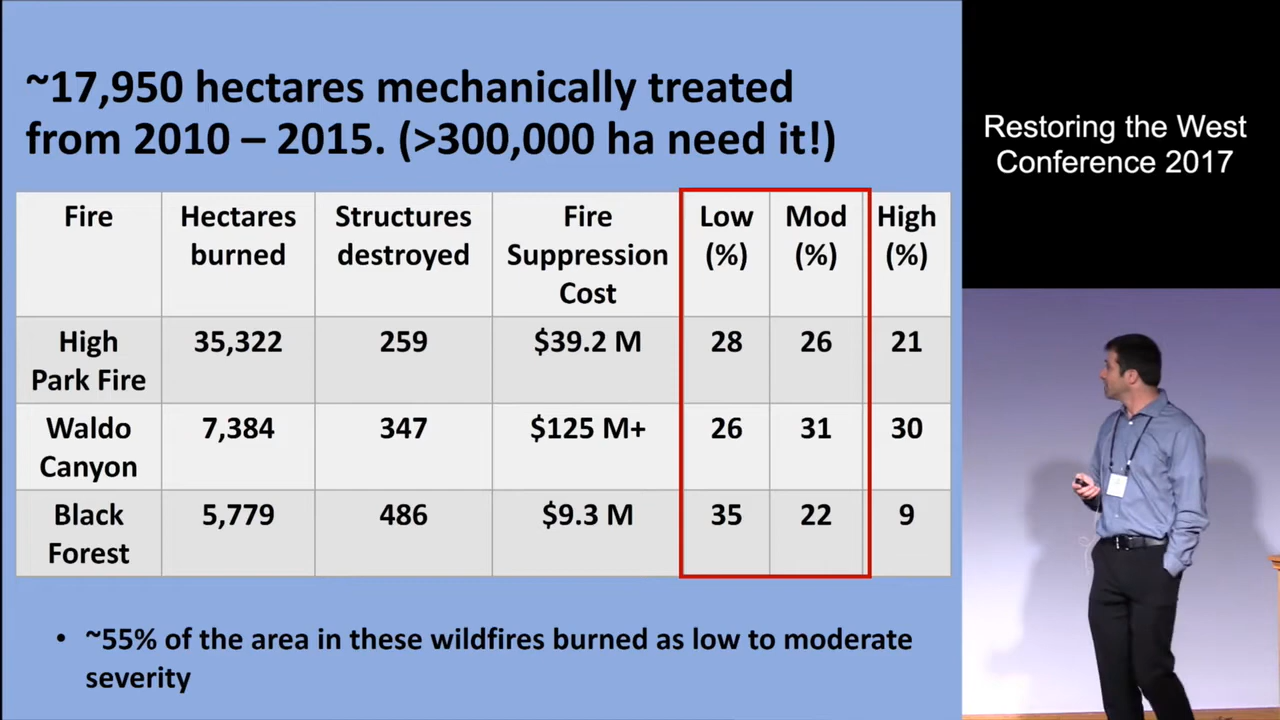 ~17,950 hectares mechanically treated
from 2010 – 2015. (>300,000 ha need it!)
Fire Hectares burned Structures destroyed Fire Suppression Cost Low (%) Mod (%) High (%)
High Park Fire 35,322 259 $39.2 M 28 26 21
Waldo Canyon 7,384 347 $125 M+ 26 31 30
Black Forest 5,779 486 $9.3 M 35 22 9
• ~55% of the area in these wildfires burned as low to moderate
severity
Restoring the West
Conference 2017